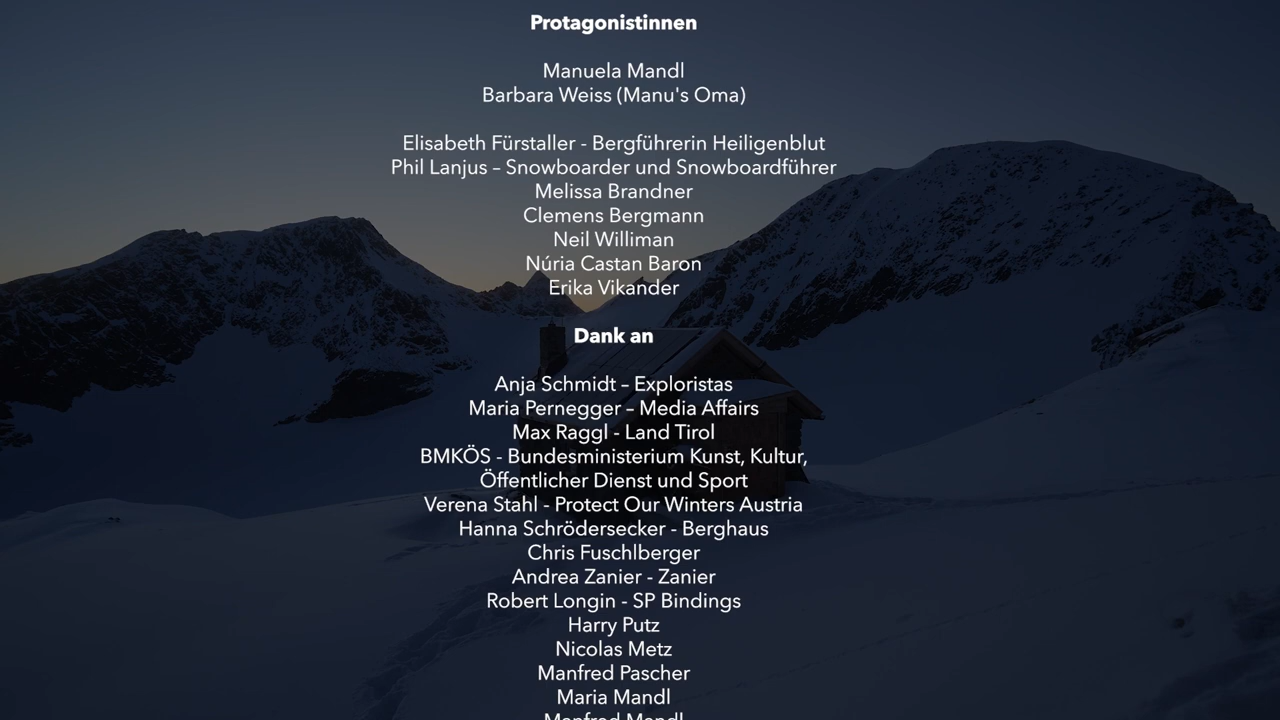 Protagonistinnen
Manuela Mandl
Barbara Weiss (Manu's Oma)
Elisabeth Fürstaller - Bergführerin Heiligenblut
Phil Lanjus – Snowboarder und Snowboardführer
Melissa Brandner
Clemens Bergmann
Neil Williman
Núria Castan Baron
Erika Vikander
Dank an
Anja Schmidt – Exploristas
Maria Pernegger – Media Affairs
Max Raggl - Land Tirol
BMKÖS - Bundesministerium Kunst, Kultur,
Öffentlicher Dienst und Sport
Verena Stahl - Protect Our Winters Austria
Hanna Schrödersecker - Berghaus
Chris Fuschlberger
Andrea Zanier - Zanier
Robert Longin - SP Bindings
Harry Putz
Nicolas Metz
Manfred Pascher
Maria Mandl
Manfred Mandl